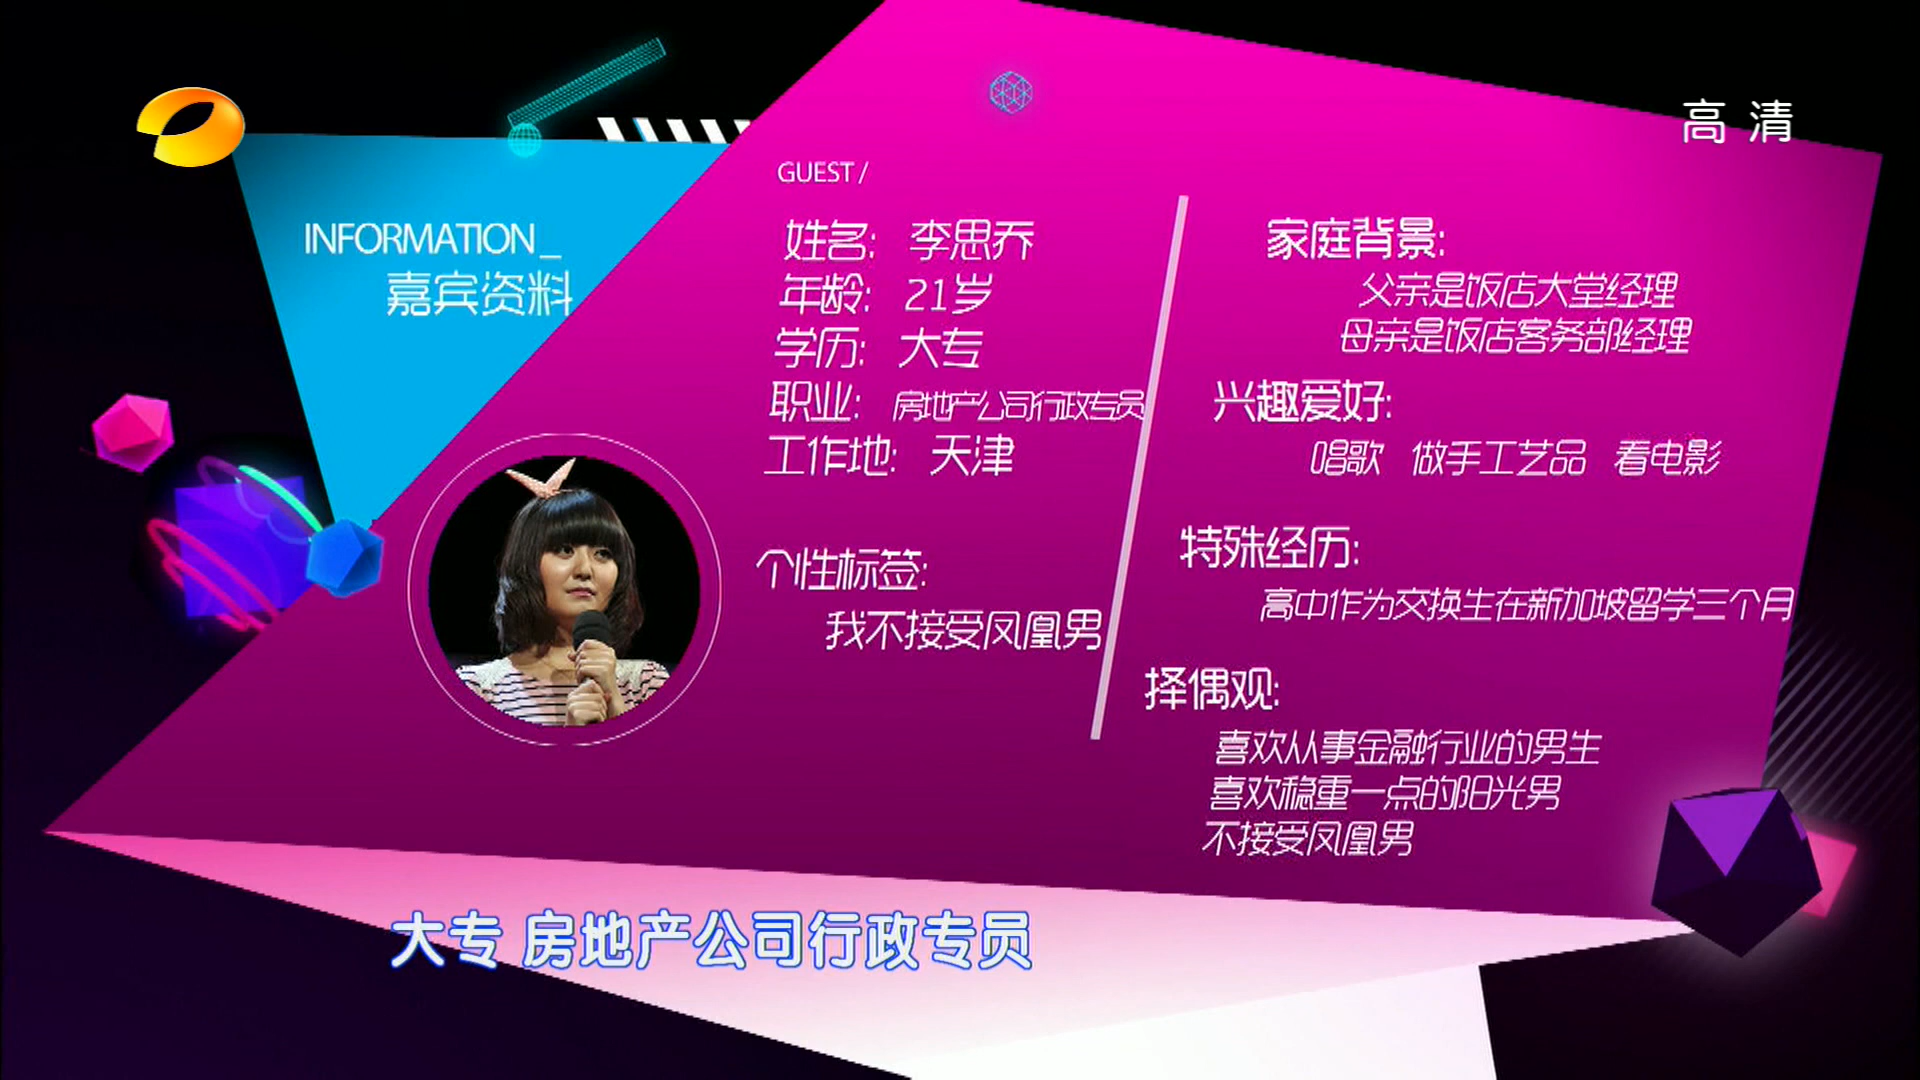 高 清
INFORMATION_
嘉宾资料
GUEST/
姓名: 李思乔
年龄: 21岁
学历: 大专
职业: 房地产公司行政专员
工作地: 天津
个性标签:
我不接受凤凰男
家庭背景:
父亲是饭店大堂经理
母亲是饭店客务部经理
兴趣爱好:
唱歌 做手工艺品 看电影
特殊经历:
高中作为交换生在新加坡留学三个月
择偶观:
喜欢从事金融行业的男生
喜欢稳重一点的阳光男
不接受凤凰男
大专 房地产公司行政专员